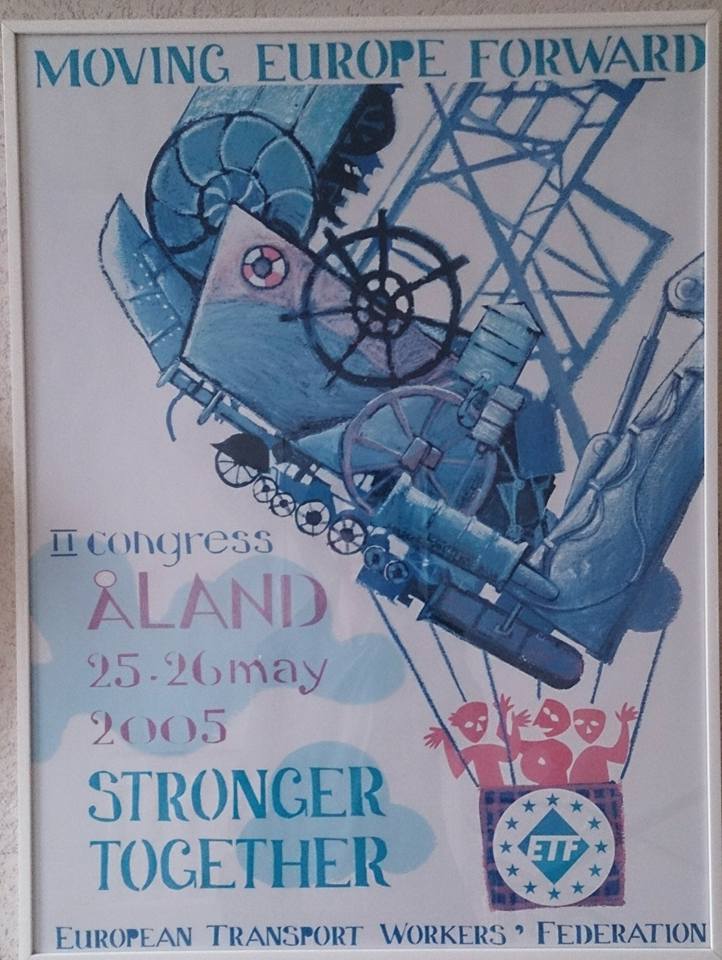 MOVING EUROPE FORWARD
II congress
ÅLAND
25-26 may
2005
STRONGER
TOGETHER
ETF
EUROPEAN TRANSPORT WORKERS' FEDERATION